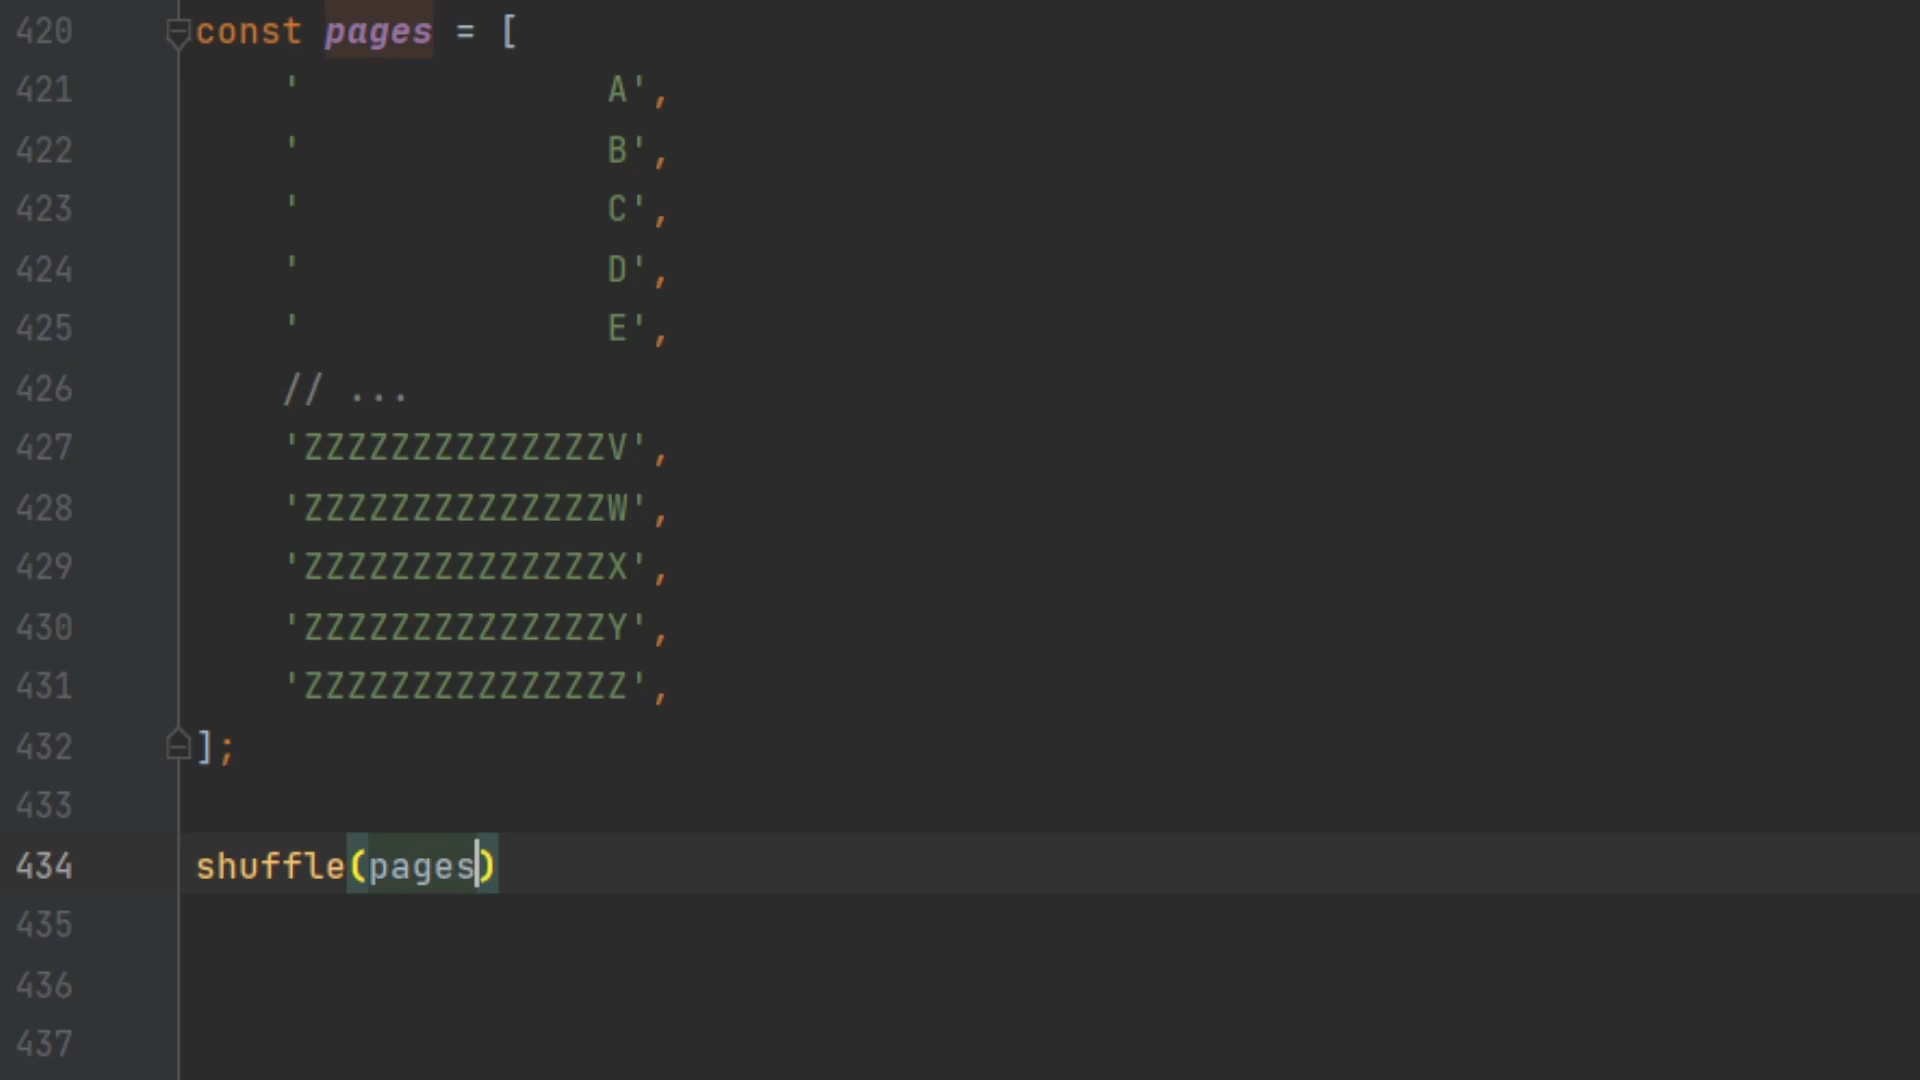 420 const pages = [
421     '              A',
422     '              B',
423     '              C',
424     '              D',
425     '              E',
426     // ...
427     'ZZZZZZZZZZZZZZV',
428     'ZZZZZZZZZZZZZZW',
429     'ZZZZZZZZZZZZZZX',
430     'ZZZZZZZZZZZZZZY',
431     'ZZZZZZZZZZZZZZZ',
432 ];
433
434 shuffle(pages)
435
436
437